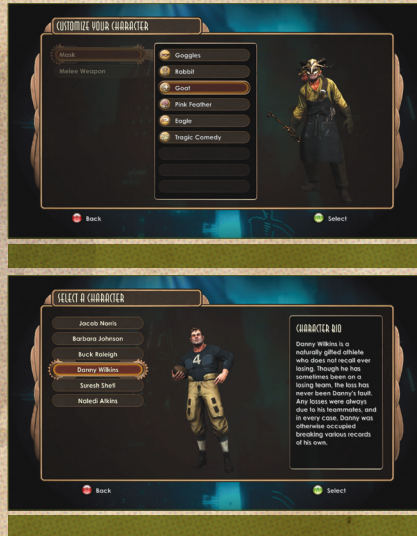 CUSTOMIZE YOUR CHARACTER
Mask
Melee Weapon
Goggles
Rabbit
Goat
Pink Feather
Eagle
Tragic Comedy
Back
Select
SELECT A CHARACTER
Jacob Norris
Barbara Johnson
Buck Raleigh
Danny Wilkins
Suresh Sheti
Naledi Atkins
4
CHARACTER BIO
Danny Wilkins is a
naturally gifted athlete
who does not recall ever
losing. Though he has
sometimes been on a
losing team, the loss has
never been Danny's fault.
Any losses were always
due to his teammates, and
in every case, Danny was
otherwise occupied
breaking various records
of his own.
Back
Select